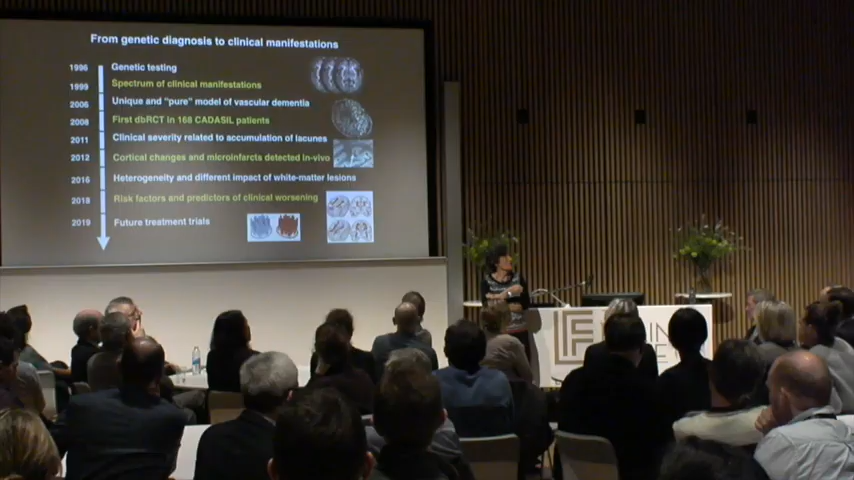 From genetic diagnosis to clinical manifestations
1996 Genetic testing
1999 Spectrum of clinical manifestations
2006 Unique and "pure" model of vascular dementia
2008 First dbRCT in 168 CADASIL patients
2011 Clinical severity related to accumulation of lacunes
2012 Cortical changes and microinfarcts detected in-vivo
2016 Heterogeneity and different impact of white-matter lesions
2018 Risk factors and predictors of clinical worsening
2019 Future treatment trials